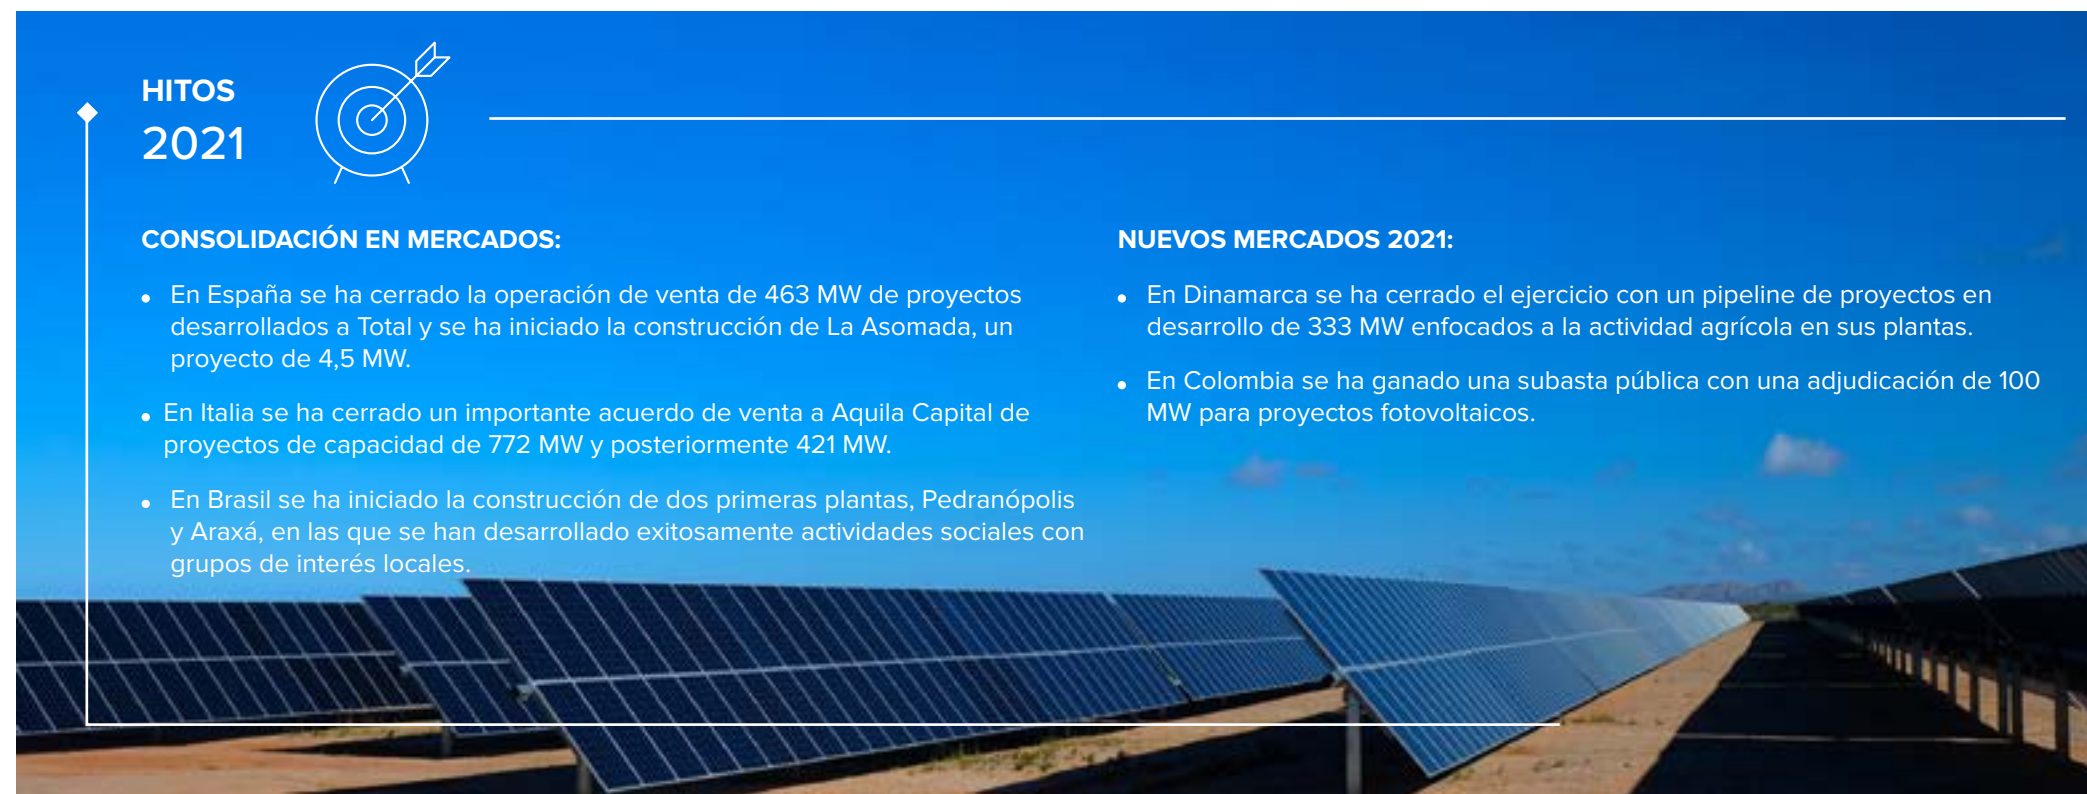 HITOS
2021
CONSOLIDACIÓN EN MERCADOS:
• En España se ha cerrado la operación de venta de 463 MW de proyectos
desarrollados a Total y se ha iniciado la construcción de La Asomada, un
proyecto de 4,5 MW.
• En Italia se ha cerrado un importante acuerdo de venta a Aquila Capital de
proyectos de capacidad de 772 MW y posteriormente 421 MW.
• En Brasil se ha iniciado la construcción de dos primeras plantas, Pedranópolis
y Araxá, en las que se han desarrollado exitosamente actividades sociales con
grupos de interés locales.
NUEVOS MERCADOS 2021:
• En Dinamarca se ha cerrado el ejercicio con un pipeline de proyectos en
desarrollo de 333 MW enfocados a la actividad agrícola en sus plantas.
• En Colombia se ha ganado una subasta pública con una adjudicación de 100
MW para proyectos fotovoltaicos.